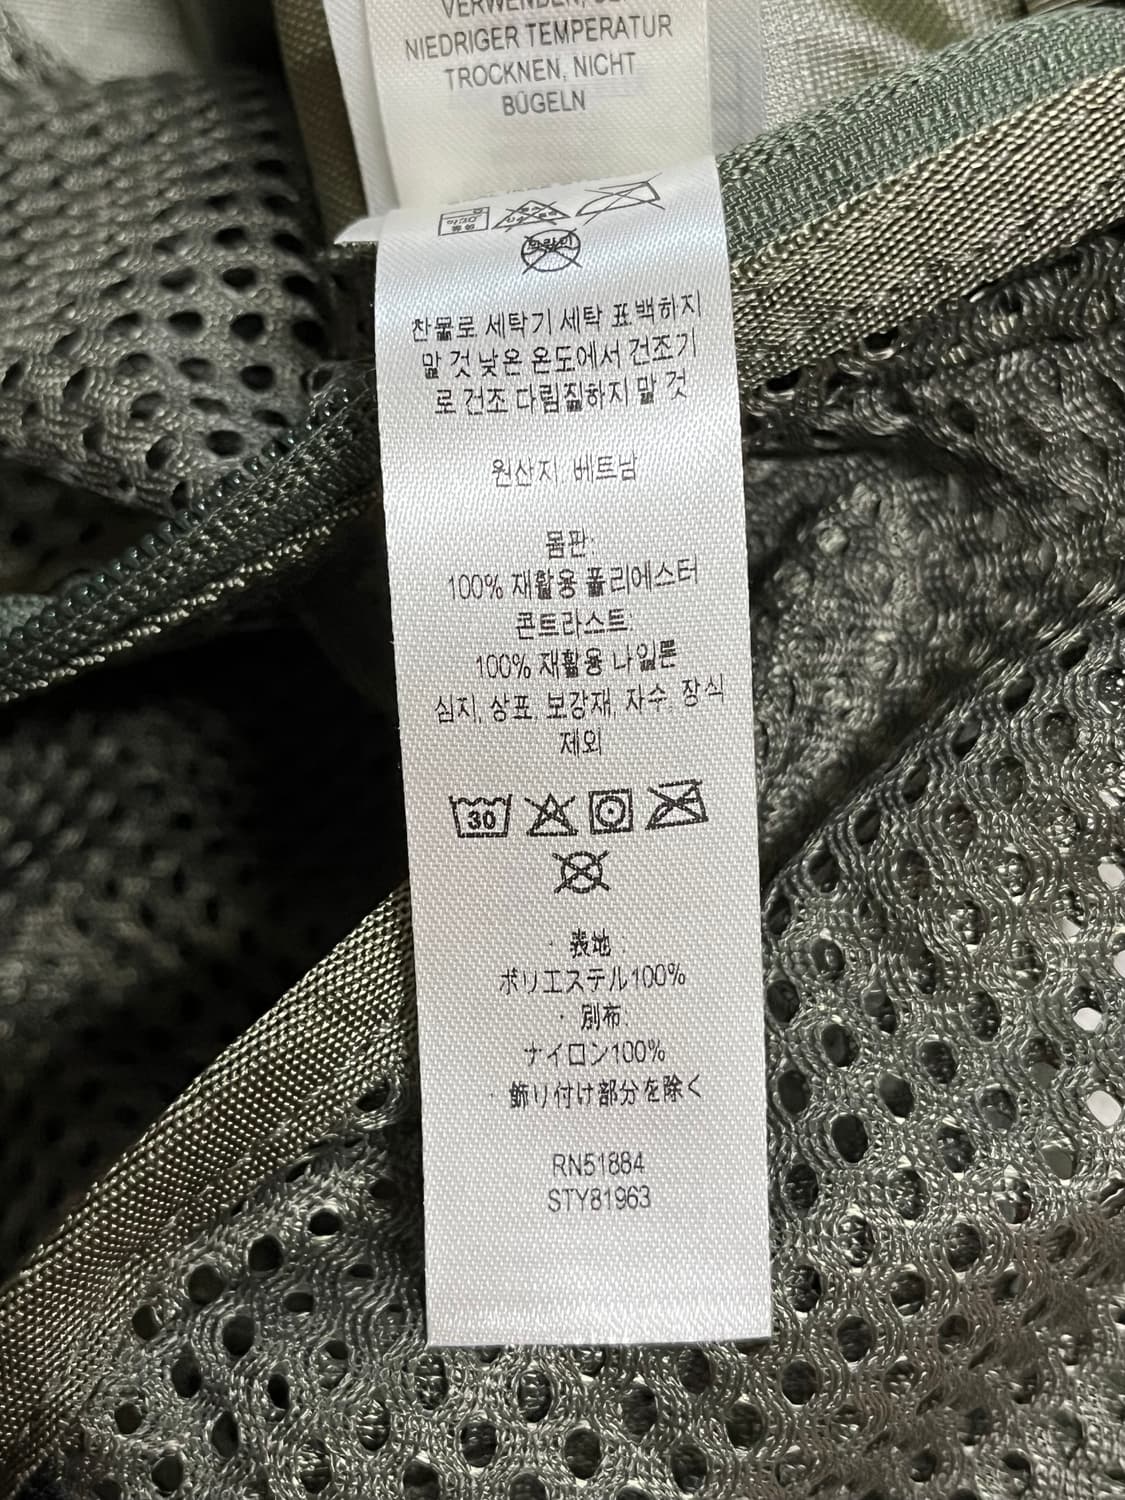 NIEDRIGER TEMPERATUR
TROCKNEN, NICHT
BÜGELN
찬물로 세탁기 세탁 표백하지
말 것 낮은 온도에서 건조기
로 건조 다림질하지 말 것
원산지: 베트남
몸판:
100% 재활용 폴리에스터
콘트라스트:
100% 재활용 나일론
심지, 상표, 보강재, 자수, 장식
제외
30
・表地:
ポリエステル100%
・別布:
ナイロン100%
・飾り付け部分を除く
RN51884
STY81963